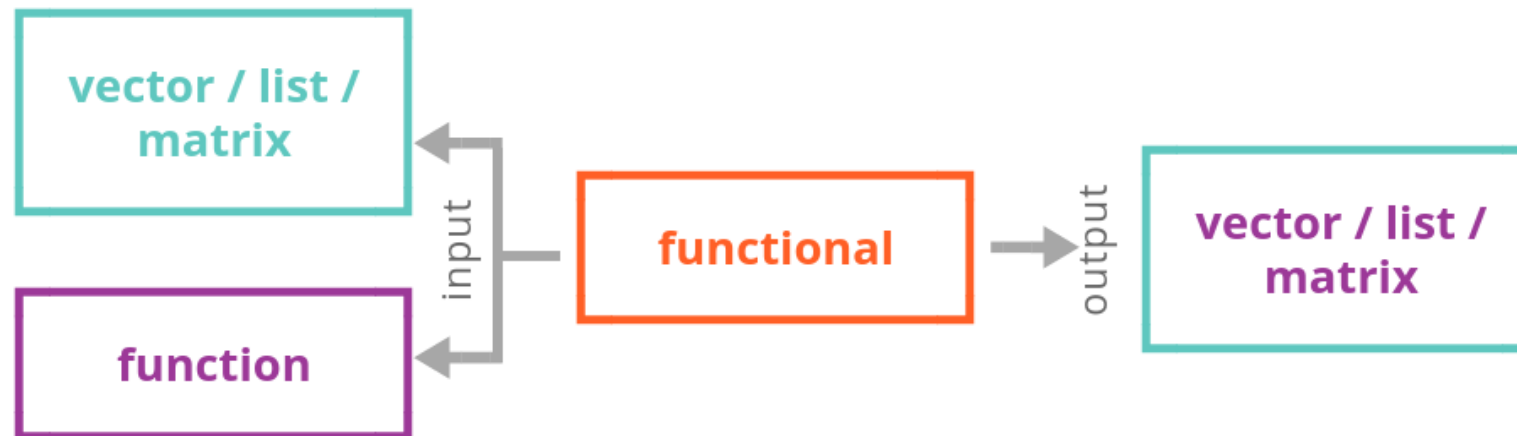 vector / list /
matrix
function
input
functional
output
vector / list /
matrix